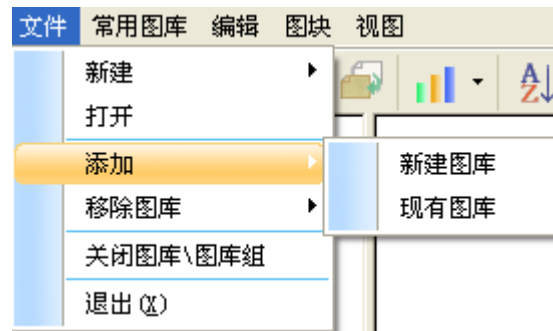 文件 常用图库 编辑 图块 视图
新建
打开
添加
新建图库
移除图库
现有图库
关闭图库\图库组
退出(X)
AZ